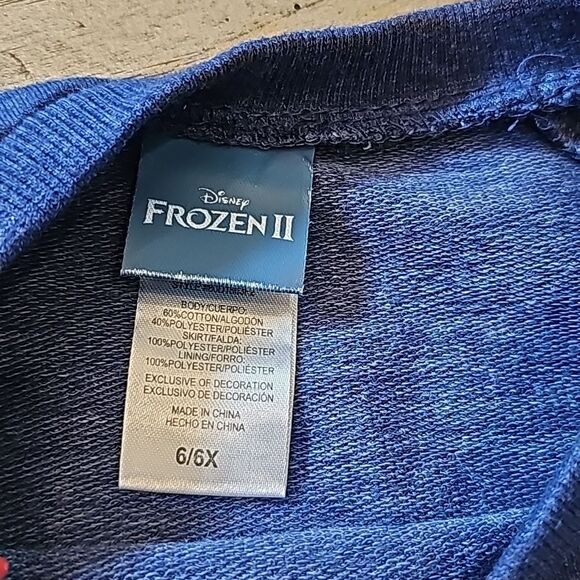 Disney
FROZEN II
BODY/CUERPO:
60%COTTON/ALGODÓN
40%POLYESTER/POLIÉSTER
SKIRT/FALDA:
100%POLYESTER/POLIÉSTER
LINING/FORRO:
100%POLYESTER/POLIÉSTER
EXCLUSIVE OF DECORATION
EXCLUSIVO DE DECORACIÓN
MADE IN CHINA
HECHO EN CHINA
6/6X